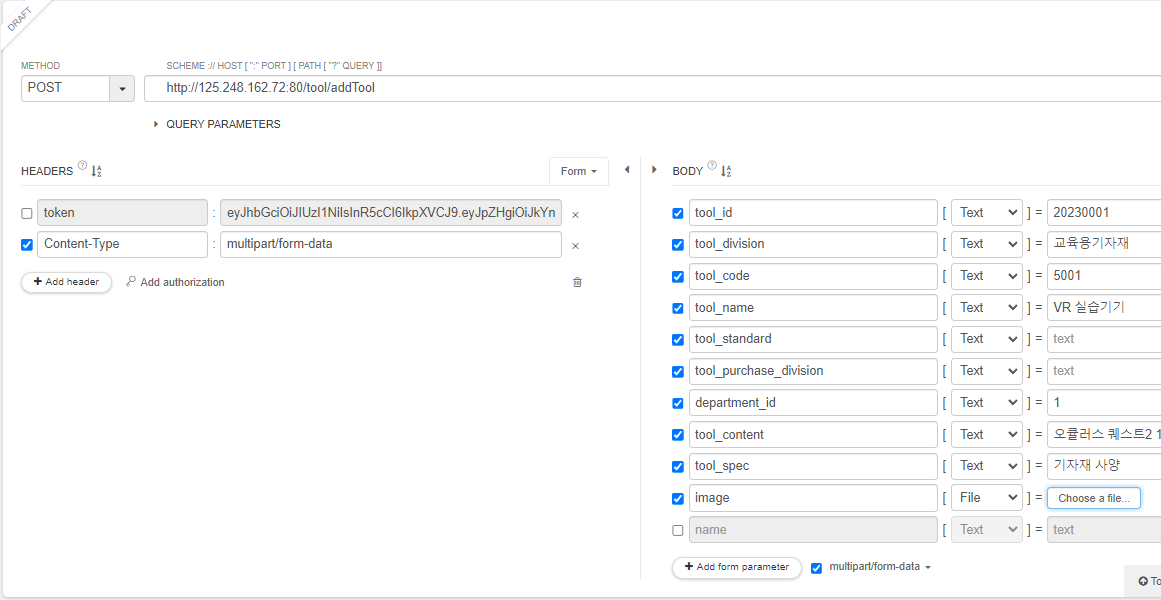 DRAFT
METHOD SCHEME :// HOST [ ":" PORT ] [ PATH [ "?" QUERY ]]
POST http://125.248.162.72:80/tool/addTool
QUERY PARAMETERS
HEADERS ? Form BODY ?
token : eyJhbGciOiJIUzI1NiIsInR5cCI6IkpXVCJ9.eyJpZHgiOiJkYn ×
Content-Type : multipart/form-data ×
+ Add header Add authorization
tool_id [ Text ] = 20230001
tool_division [ Text ] = 교육용기자재
tool_code [ Text ] = 5001
tool_name [ Text ] = VR 실습기기
tool_standard [ Text ] = text
tool_purchase_division [ Text ] = text
department_id [ Text ] = 1
tool_content [ Text ] = 오큘러스 퀘스트2 1
tool_spec [ Text ] = 기자재 사양
image [ File ] = Choose a file...
name [ Text ] = text
+ Add form parameter multipart/form-data
To